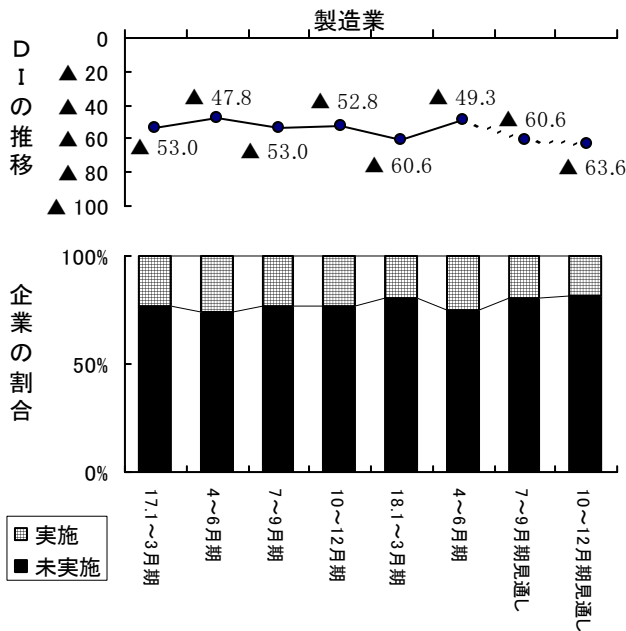 製造業
DIの推移
0
▲ 20
▲ 40
▲ 60
▲ 80
▲ 100
▲ 53.0
▲ 47.8
▲ 53.0
▲ 52.8
▲ 60.6
▲ 49.3
▲ 60.6
▲ 63.6
企業の割合
100%
50%
0%
17.1～3月期
4～6月期
7～9月期
10～12月期
18.1～3月期
4～6月期
7～9月期見通し
10～12月期見通し
実施
未実施